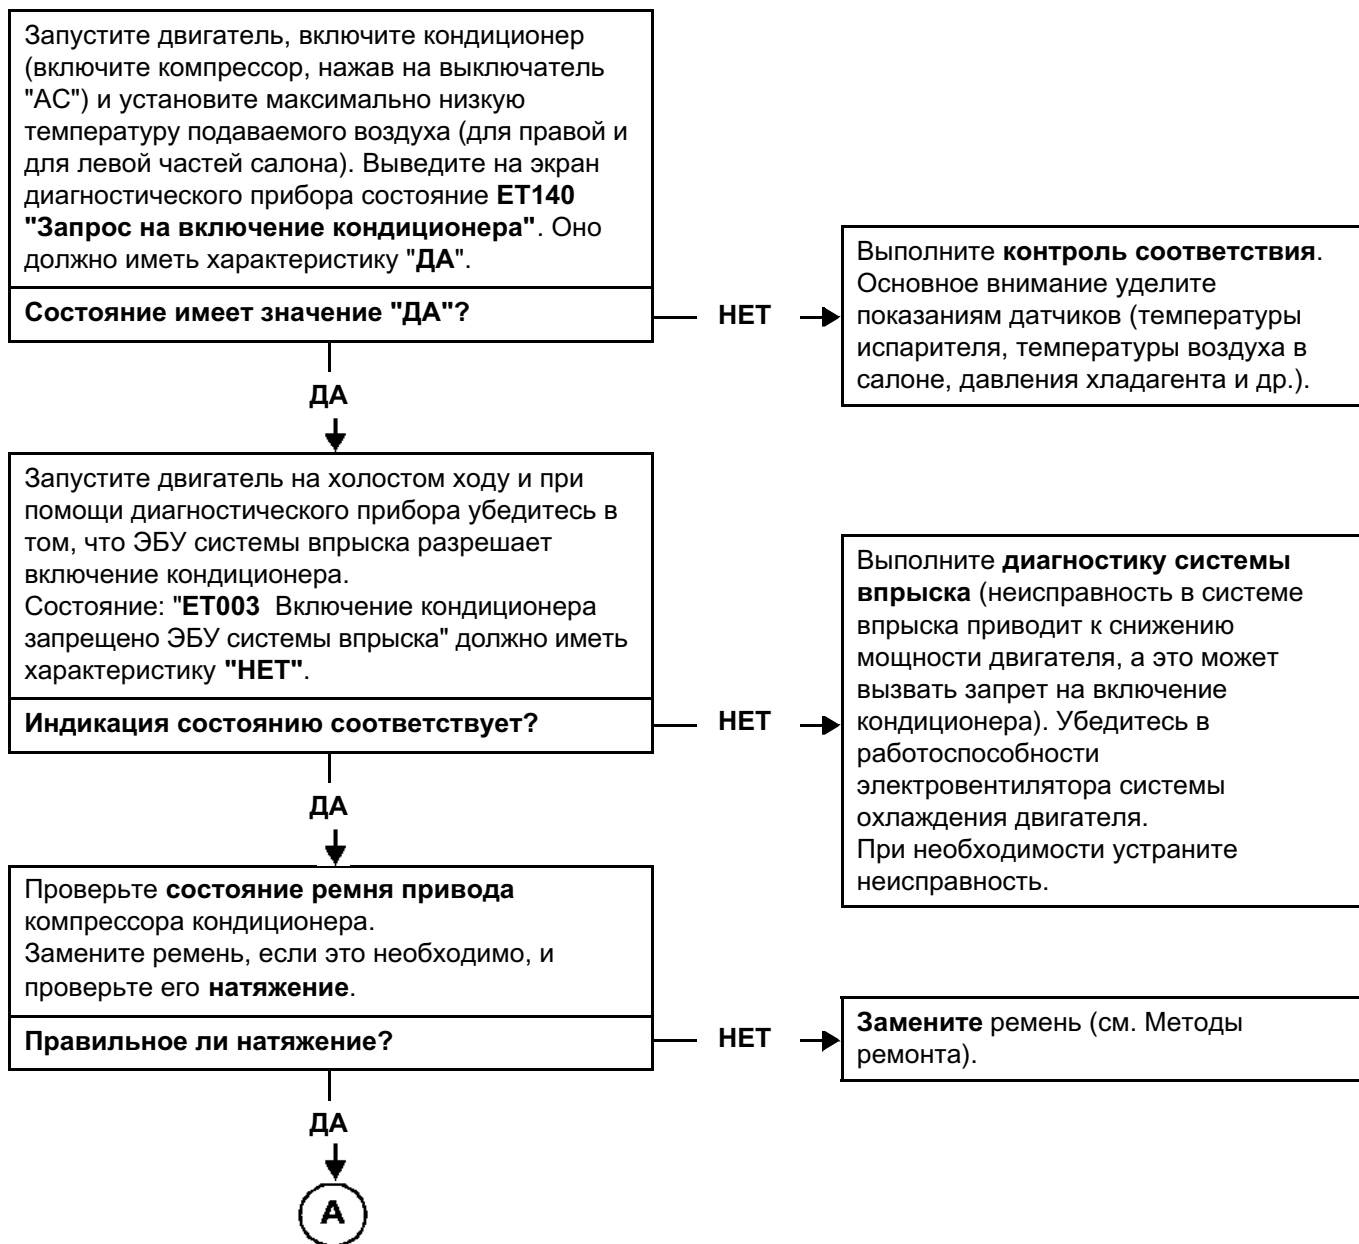 Запустите двигатель, включите кондиционер
(включите компрессор, нажав на выключатель
"AC") и установите максимально низкую
температуру подаваемого воздуха (для правой и
для левой частей салона). Выведите на экран
диагностического прибора состояние ET140
"Запрос на включение кондиционера". Оно
должно иметь характеристику "ДА".
Состояние имеет значение "ДА"?
НЕТ
Выполните контроль соответствия.
Основное внимание уделите
показаниям датчиков (температуры
испарителя, температуры воздуха в
салоне, давления хладагента и др.).
ДА
Запустите двигатель на холостом ходу и при
помощи диагностического прибора убедитесь в
том, что ЭБУ системы впрыска разрешает
включение кондиционера.
Состояние: "ET003 Включение кондиционера
запрещено ЭБУ системы впрыска" должно иметь
характеристику "НЕТ".
Индикация состоянию соответствует?
НЕТ
Выполните диагностику системы
впрыска (неисправность в системе
впрыска приводит к снижению
мощности двигателя, а это может
вызвать запрет на включение
кондиционера). Убедитесь в
работоспособности
электровентилятора системы
охлаждения двигателя.
При необходимости устраните
неисправность.
ДА
Проверьте состояние ремня привода
компрессора кондиционера.
Замените ремень, если это необходимо, и
проверьте его натяжение.
Правильное ли натяжение?
НЕТ
Замените ремень (см. Методы
ремонта).
ДА
A